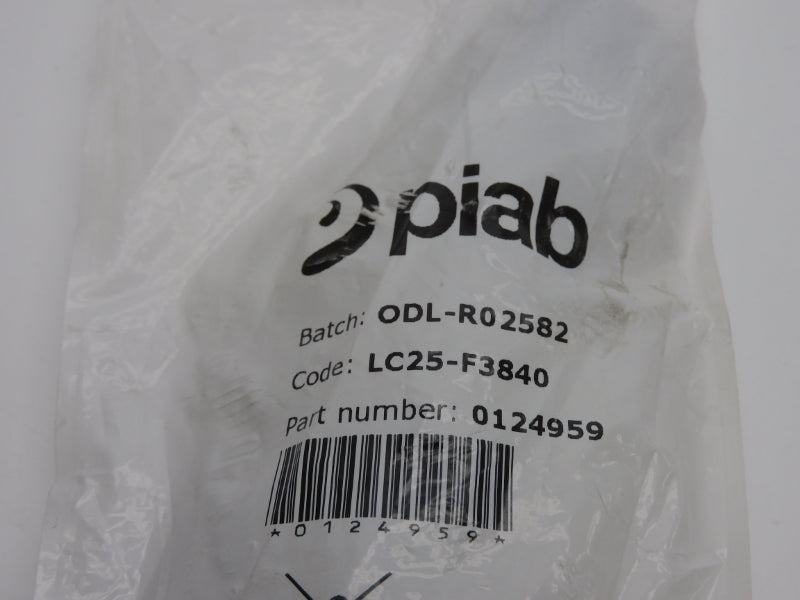 piab
Batch: ODL-R02582
Code: LC25-F3840
Part number: 0124959
*0124959*